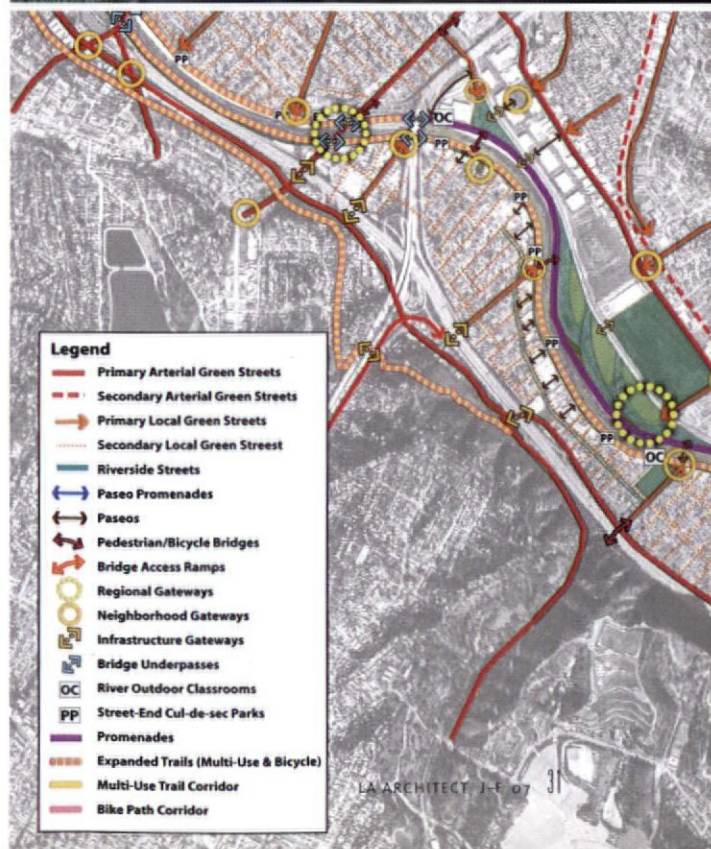 PP
OC
PP
PP
PP
PP
PP
PP
OC
Legend
Primary Arterial Green Streets
Secondary Arterial Green Streets
Primary Local Green Streets
Secondary Local Green Streest
Riverside Streets
Paseo Promenades
Paseos
Pedestrian/Bicycle Bridges
Bridge Access Ramps
Regional Gateways
Neighborhood Gateways
Infrastructure Gateways
Bridge Underpasses
OC River Outdoor Classrooms
PP Street-End Cul-de-sec Parks
Promenades
Expanded Trails (Multi-Use & Bicycle)
Multi-Use Trail Corridor
Bike Path Corridor
LA ARCHITECT J-F 07 31